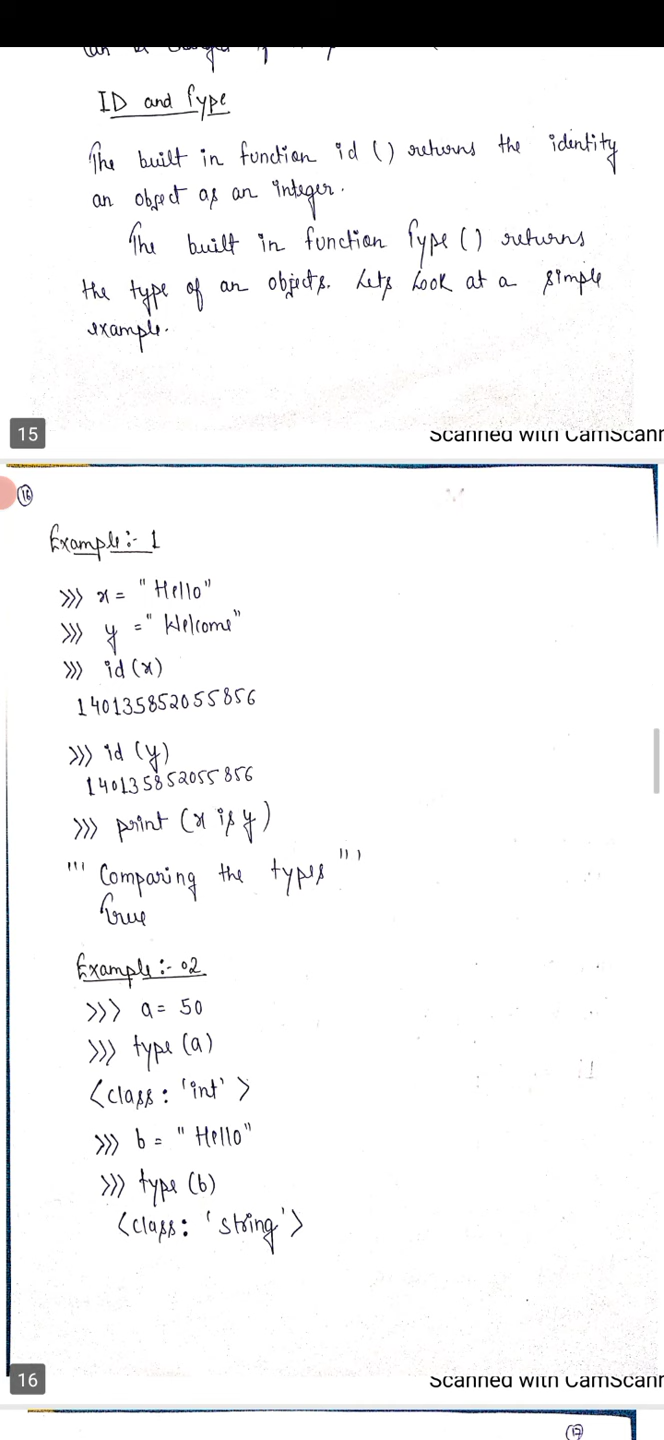 ID and Type
The built in function id () returns the identity
an object as an integer.
The built in function Type () returns
the type of an objects. Lets Look at a simple
example.
15
Scanned with CamScanr
16
Example:- 1
>>> x = "Hello"
>>> y = "Welcome"
>>> id (x)
140135852055856
>>> id (y)
140135852055856
>>> print (x is y)
''' Comparing the types '''
True
Example :- 02
>>> a = 50
>>> type (a)
<class: 'int' >
>>> b = "Hello"
>>> type (b)
<class: 'string'>
16
Scanned with CamScanr
17